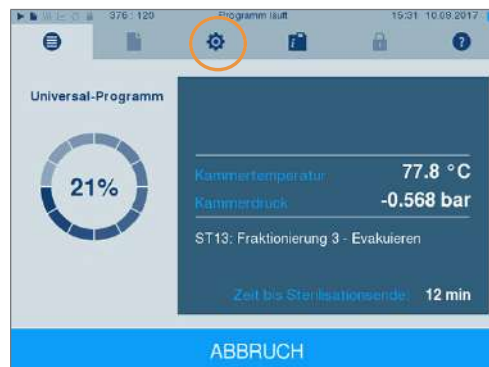 376 : 120 Programm läuft 15:31 10.08.2017
Universal-Programm
21%
Kammertemperatur 77.8 °C
Kammerdruck -0.568 bar
ST13: Fraktionierung 3 - Evakuieren
Zeit bis Sterilisationsende: 12 min
ABBRUCH